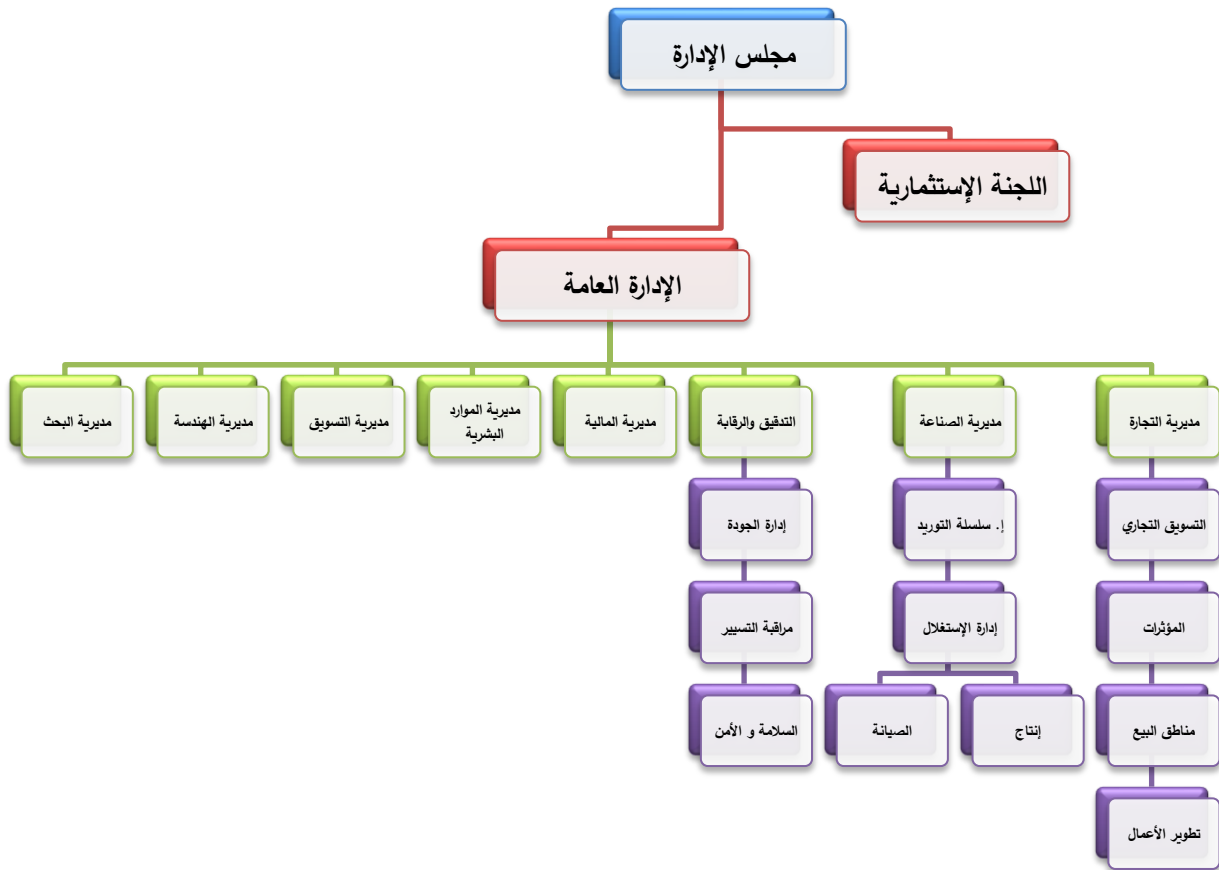 مجلس الإدارة
اللجنة الإستثمارية
الإدارة العامة
مديرية التجارة
مديرية الصناعة
التدقيق والرقابة
مديرية المالية
مديرية الموارد
البشرية
مديرية التسويق
مديرية الهندسة
مديرية البحث
التسويق التجاري
إ. سلسلة التوريد
إدارة الجودة
المؤثرات
إدارة الإستغلال
مراقبة التسيير
مناطق البيع
إنتاج
الصيانة
السلامة و الأمن
تطوير الأعمال